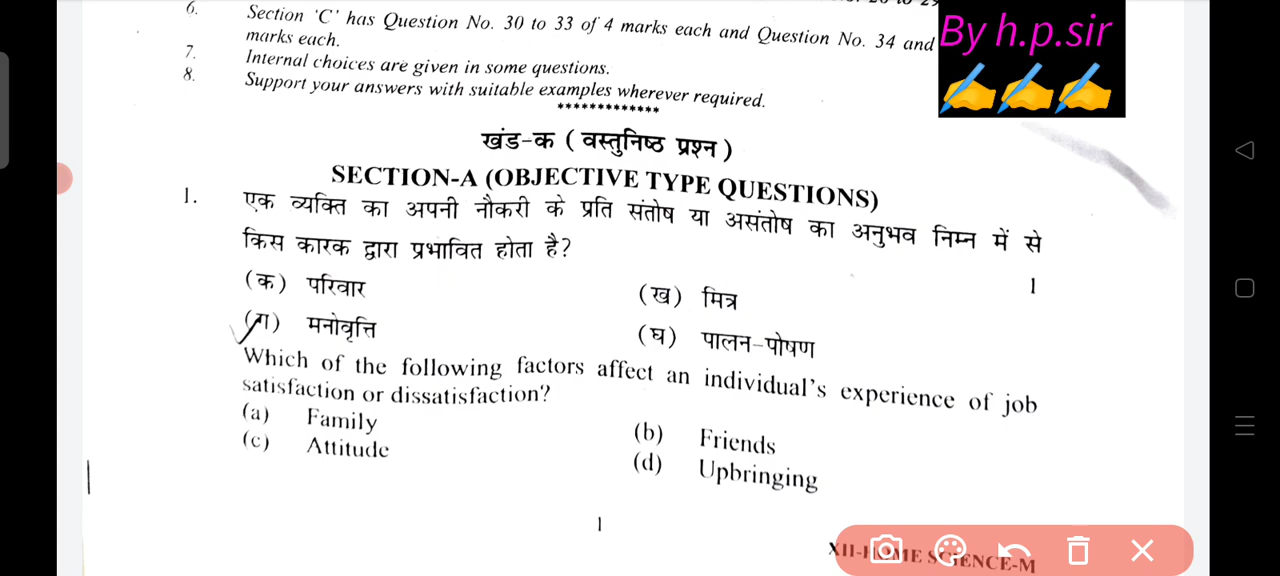 6. Section 'C' has Question No. 30 to 33 of 4 marks each and Question No. 34 and
marks each.
7. Internal choices are given in some questions.
8. Support your answers with suitable examples wherever required.
*************
By h.p.sir
✍️✍️✍️
खंड-क ( वस्तुनिष्ठ प्रश्न )
SECTION-A (OBJECTIVE TYPE QUESTIONS)
1. एक व्यक्ति का अपनी नौकरी के प्रति संतोष या असंतोष का अनुभव निम्न में से
किस कारक द्वारा प्रभावित होता है?
1
(क) परिवार (ख) मित्र
(ग) मनोवृत्ति (घ) पालन-पोषण
Which of the following factors affect an individual's experience of job
satisfaction or dissatisfaction?
(a) Family (b) Friends
(c) Attitude (d) Upbringing
1
XII-HOME SCIENCE-M